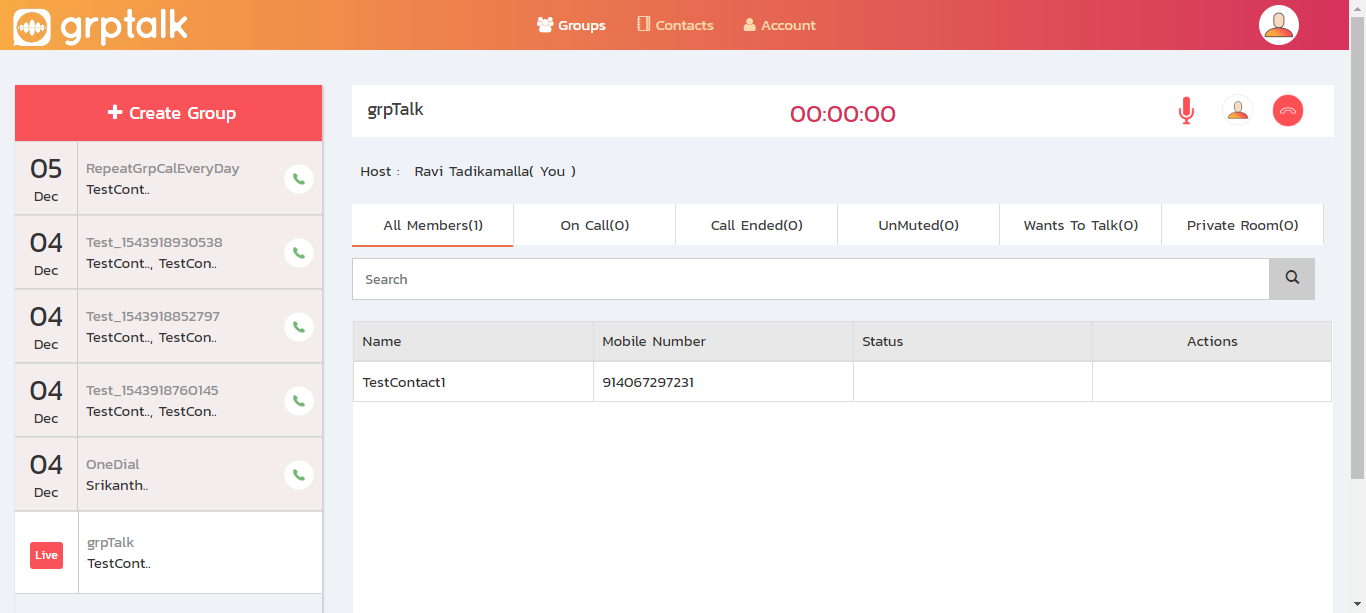 grptalk
Groups Contacts Account
Create Group
05 Dec
RepeatGrpCalEveryDay
TestCont..
04 Dec
Test_1543918930538
TestCont.., TestCon..
04 Dec
Test_1543918852797
TestCont.., TestCon..
04 Dec
Test_1543918760145
TestCont.., TestCon..
04 Dec
OneDial
Srikanth..
Live
grpTalk
TestCont..
grpTalk 00:00:00
Host : Ravi Tadikamalla( You )
All Members(1) On Call(0) Call Ended(0) UnMuted(0) Wants To Talk(0) Private Room(0)
Search
Name Mobile Number Status Actions
TestContact1 914067297231